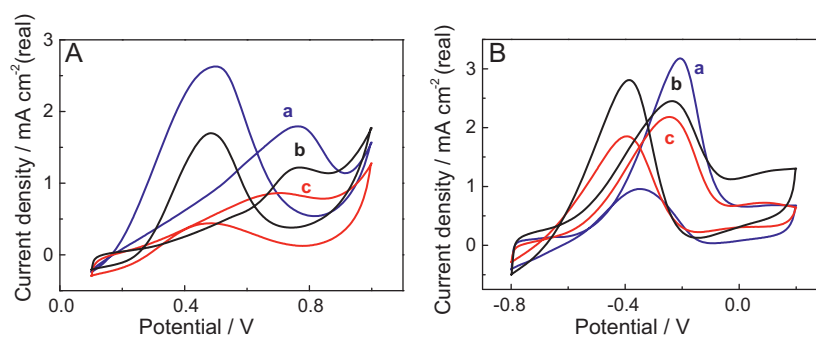 A
Current density / mA cm-2(real)
3
2
1
0
a
b
c
0.0
0.4
0.8
Potential / V
B
Current density / mA cm-2(real)
3
2
1
0
a
b
c
-0.8
-0.4
0.0
Potential / V